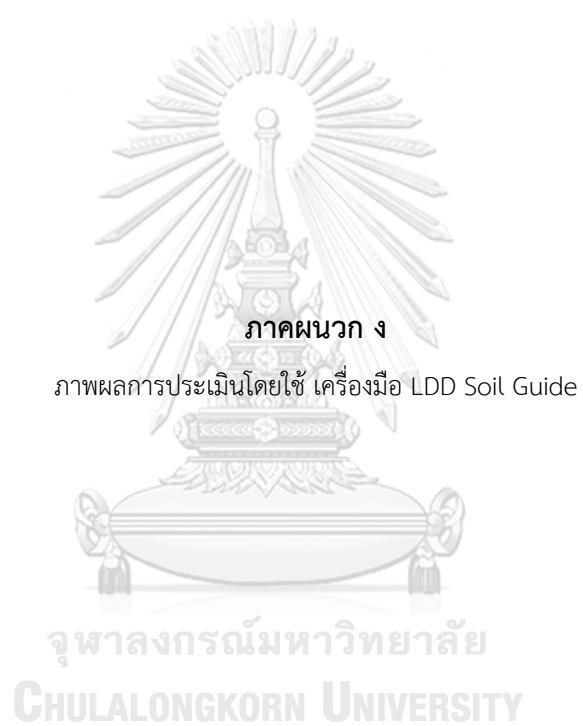 ภาคผนวก ง
ภาพผลการประเมินโดยใช้ เครื่องมือ LDD Soil Guide
จุฬาลงกรณ์มหาวิทยาลัย
CHULALONGKORN UNIVERSITY